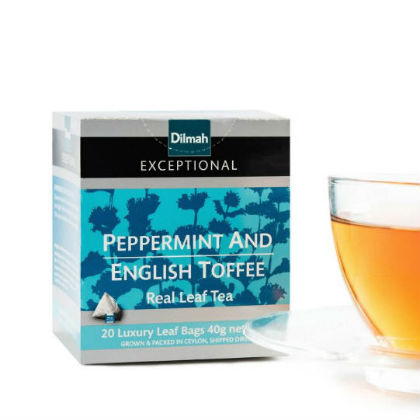 Dilmah
EXCEPTIONAL
PEPPERMINT AND
ENGLISH TOFFEE
Real Leaf Tea
20 Luxury Leaf Bags 40g net
GROWN & PACKED IN CEYLON, SHIPPED